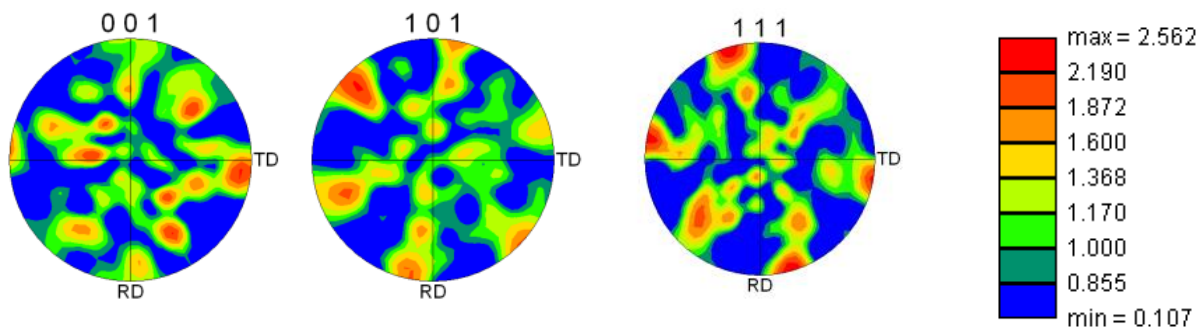 0 0 1
1 0 1
1 1 1
TD
TD
TD
RD
RD
RD
max = 2.562
2.190
1.872
1.600
1.368
1.170
1.000
0.855
min = 0.107